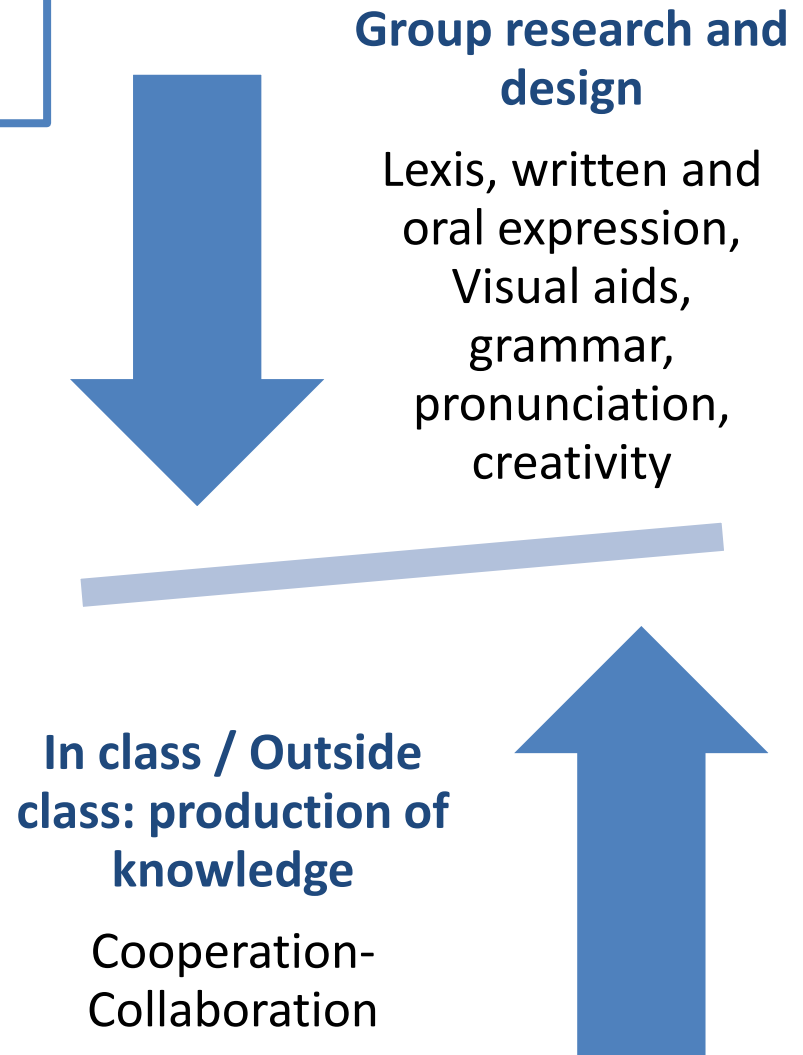 Group research and
design
Lexis, written and
oral expression,
Visual aids,
grammar,
pronunciation,
creativity
In class / Outside
class: production of
knowledge
Cooperation-
Collaboration